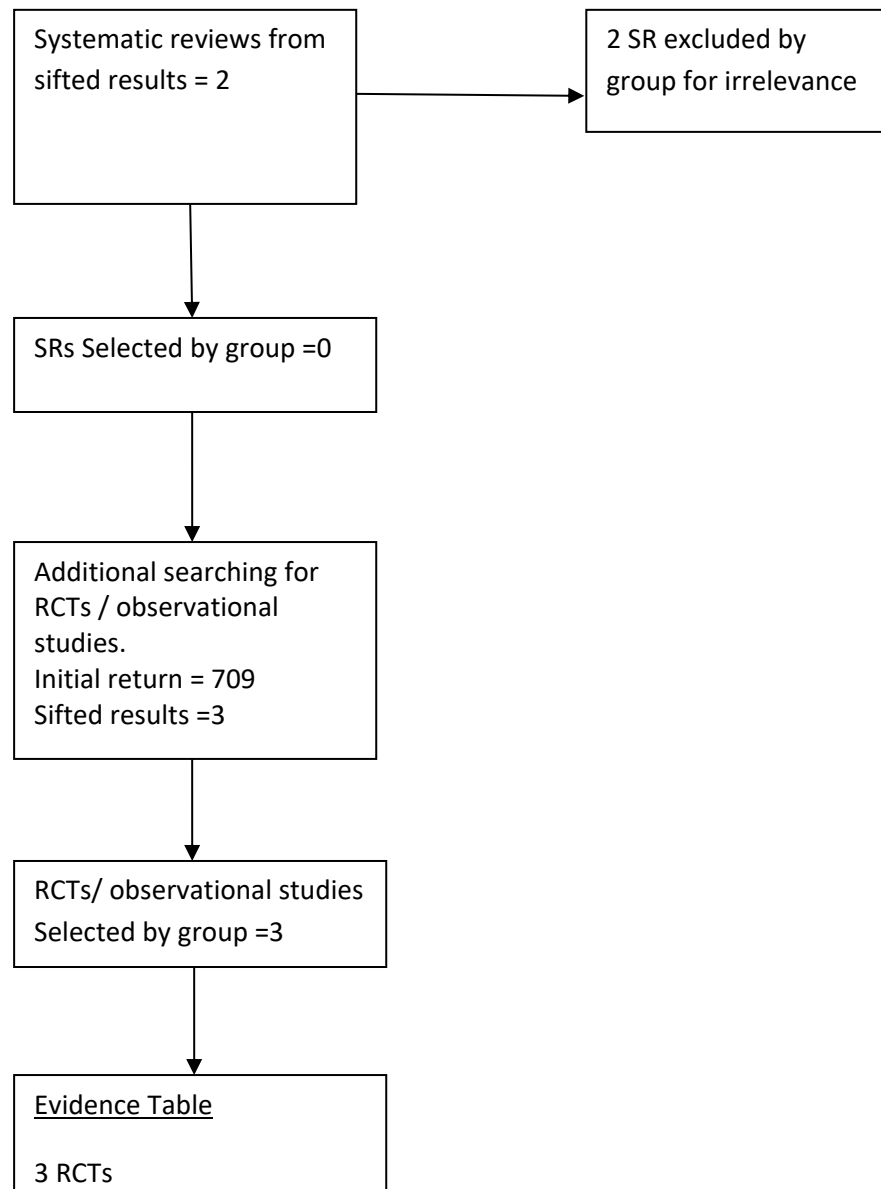 Systematic reviews from
sifted results = 2
2 SR excluded by
group for irrelevance
SRs Selected by group =0
Additional searching for
RCTs / observational
studies.
Initial return = 709
Sifted results =3
RCTs/ observational studies
Selected by group =3
Evidence Table
3 RCTs